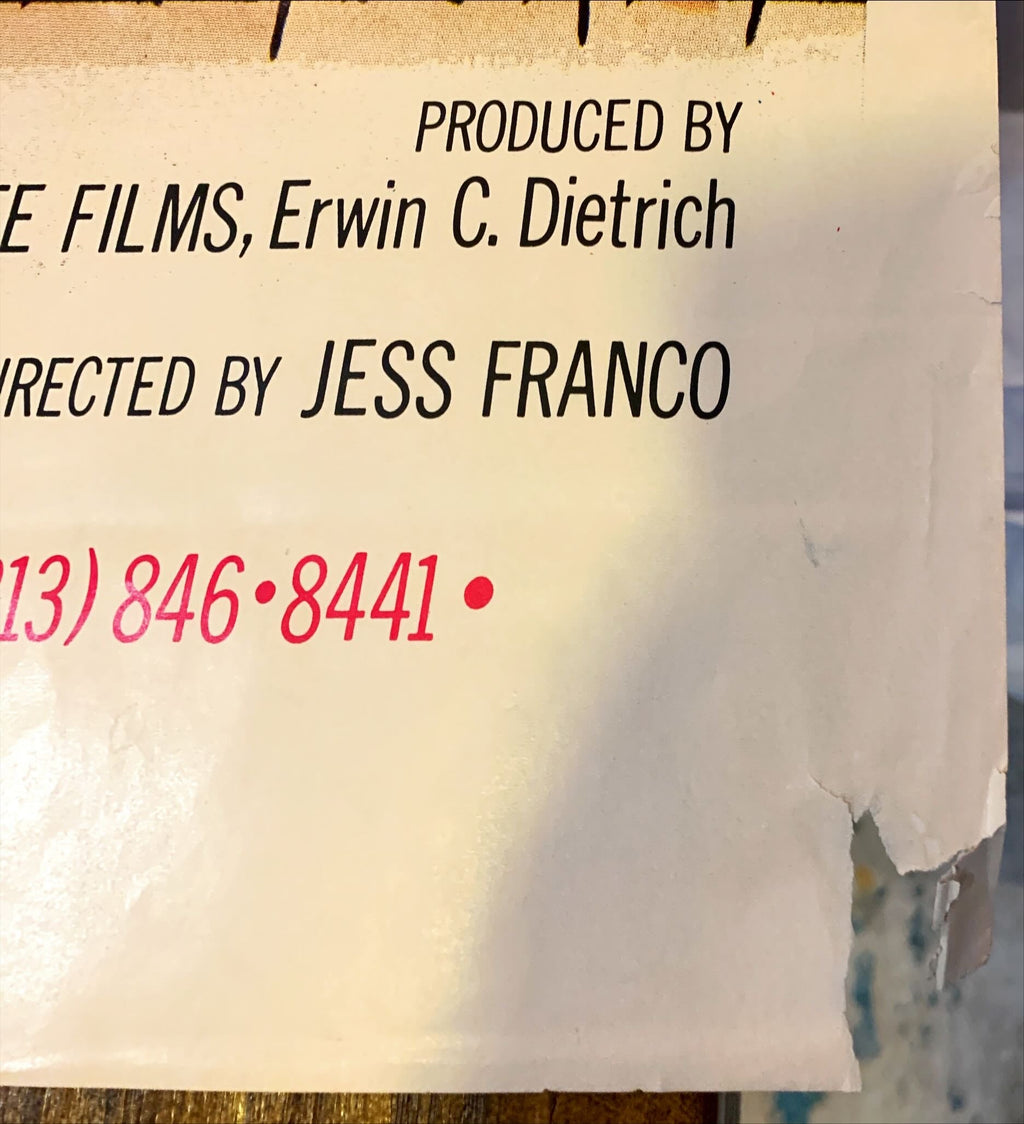 PRODUCED BY
E FILMS, Erwin C. Dietrich
IRECTED BY JESS FRANCO
13) 846•8441 •